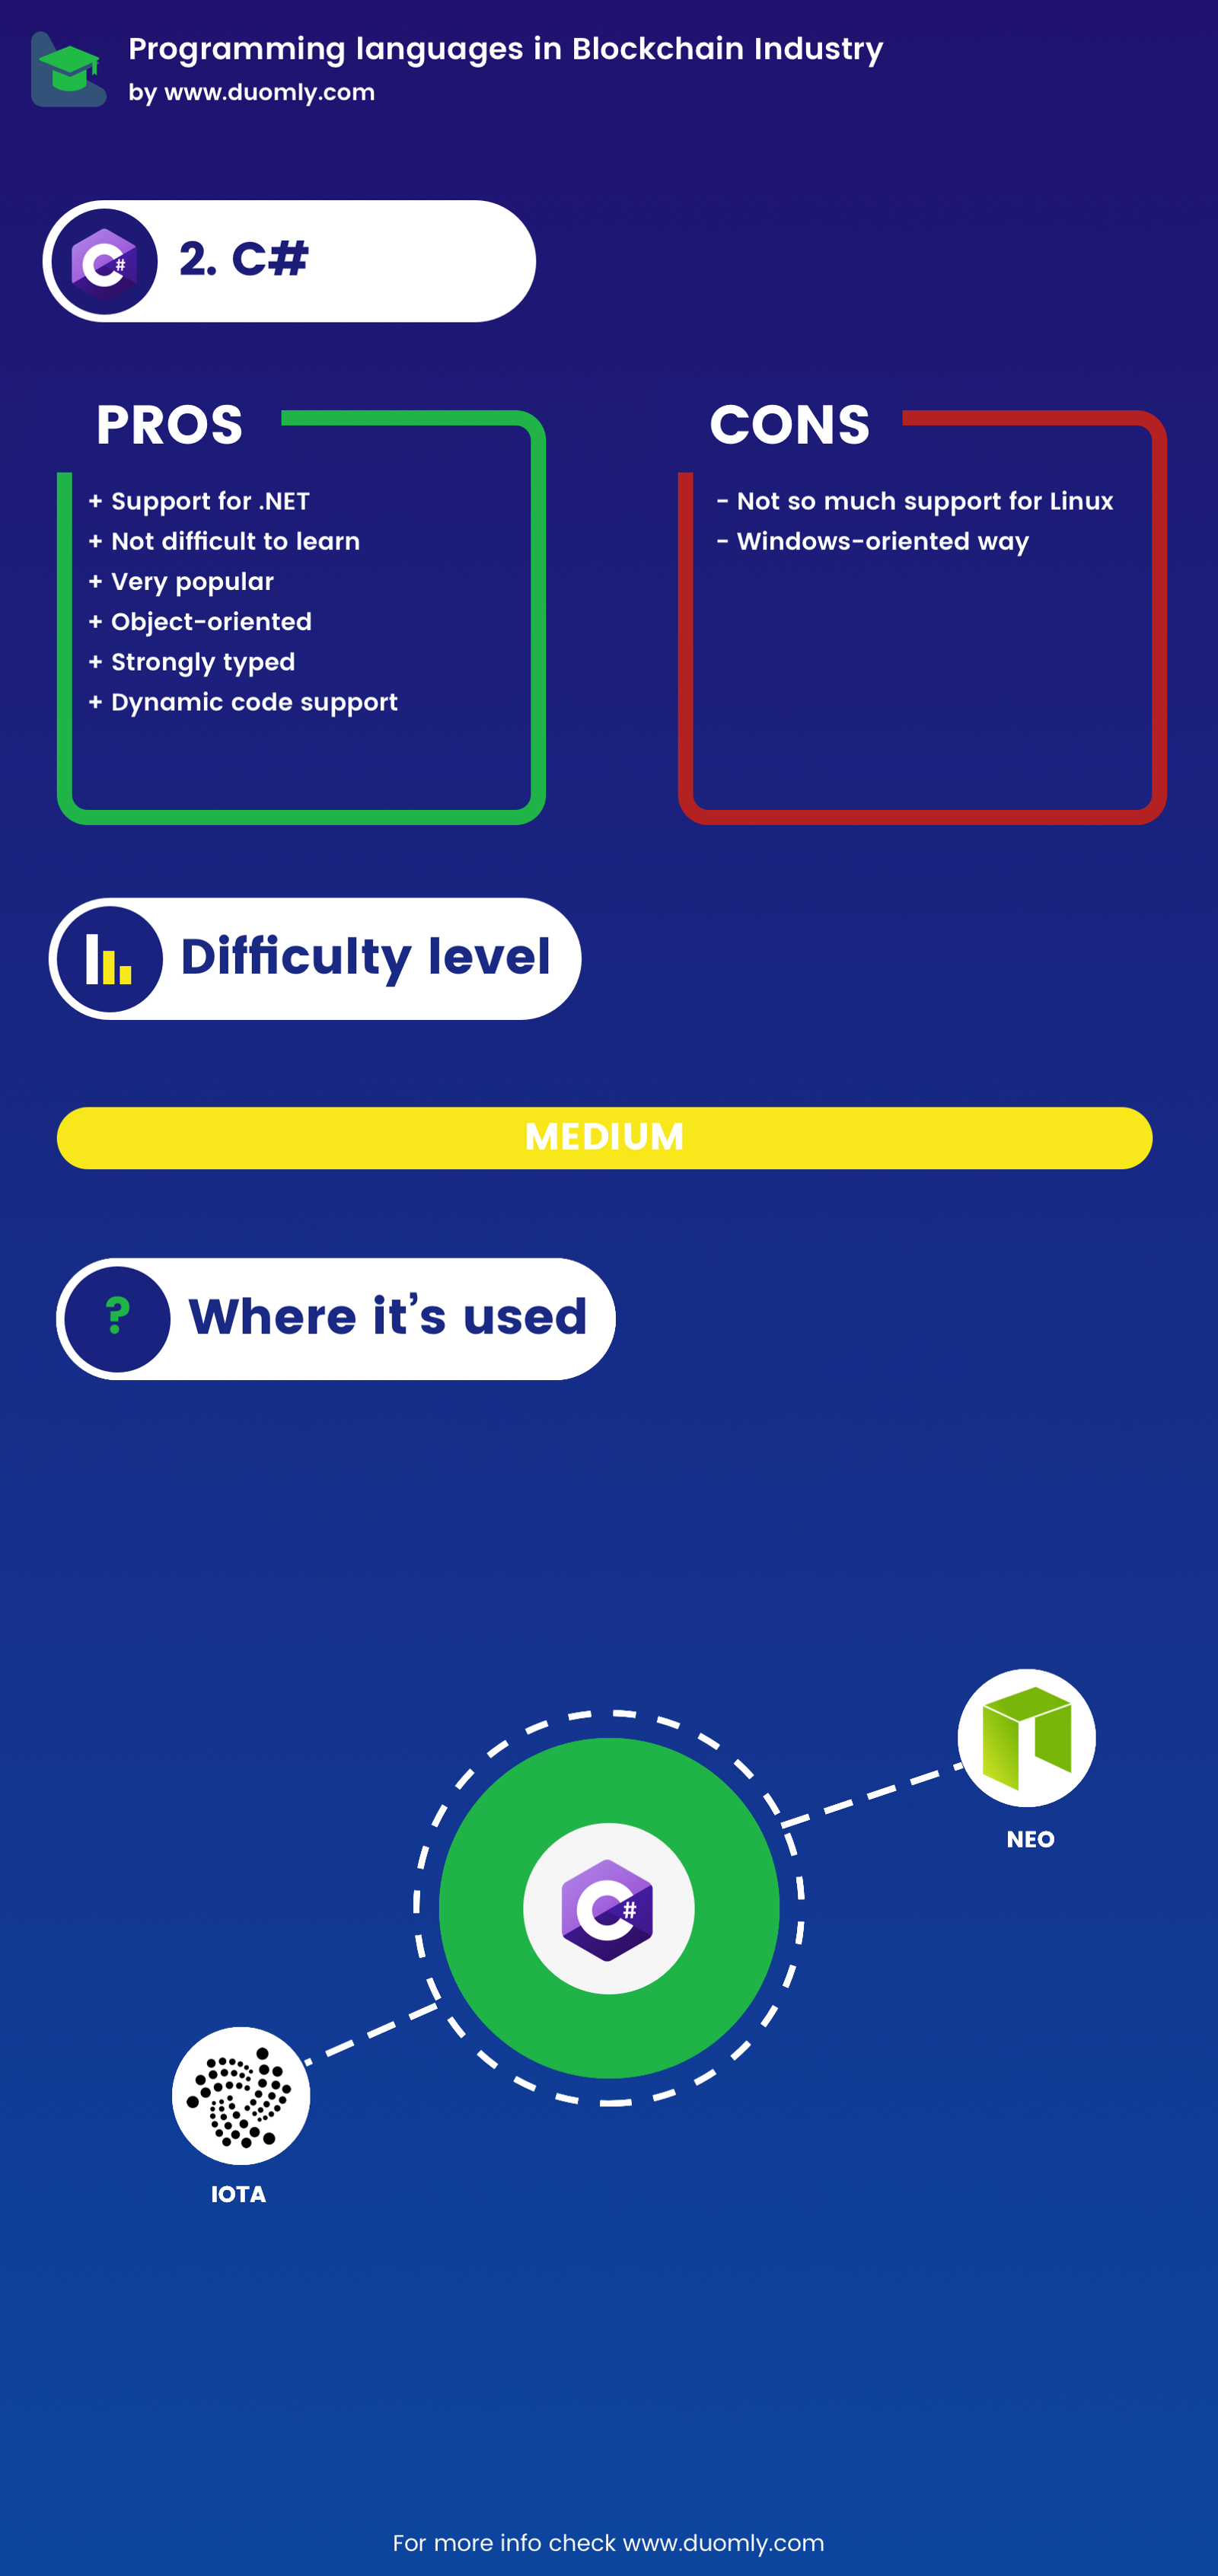 Programming languages in Blockchain Industry
by www.duomly.com
C#
2. C#
PROS
+ Support for .NET
+ Not difficult to learn
+ Very popular
+ Object-oriented
+ Strongly typed
+ Dynamic code support
CONS
- Not so much support for Linux
- Windows-oriented way
Difficulty level
MEDIUM
?
Where it’s used
NEO
C#
IOTA
For more info check www.duomly.com